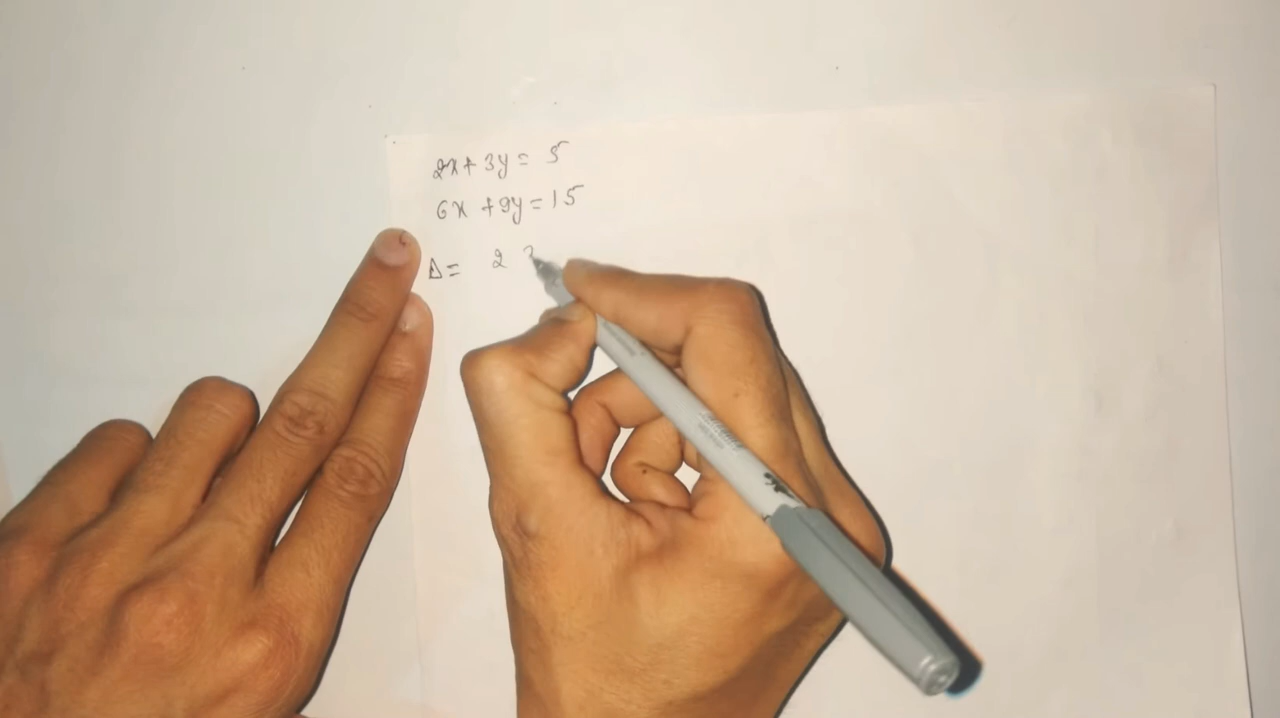 2x + 3y = 5
6x + 9y = 15
Δ = 2